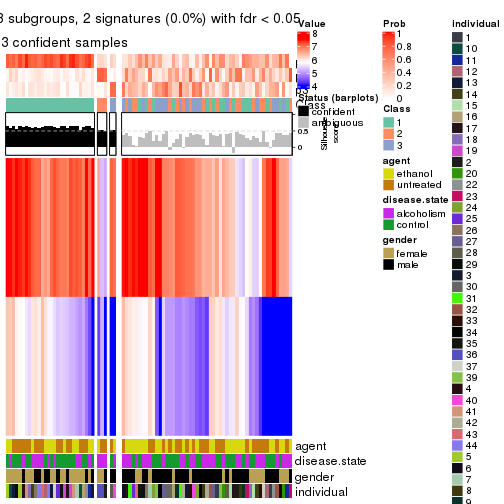 3 subgroups, 2 signatures (0.0%) with fdr < 0.05
3 confident samples
Class
0.5
0
Silhouette
score
agent
disease.state
gender
individual
Value
8
7
6
5
4
Status (barplots)
confident
ambiguous
Prob
1
0.8
0.6
0.4
0.2
0
Class
1
2
3
agent
ethanol
untreated
disease.state
alcoholism
control
gender
female
male
individual
1
10
11
12
13
14
15
16
17
18
19
2
20
22
23
24
25
26
27
28
29
3
30
31
32
33
34
35
36
37
39
4
40
41
42
43
44
5
6
7
8
9